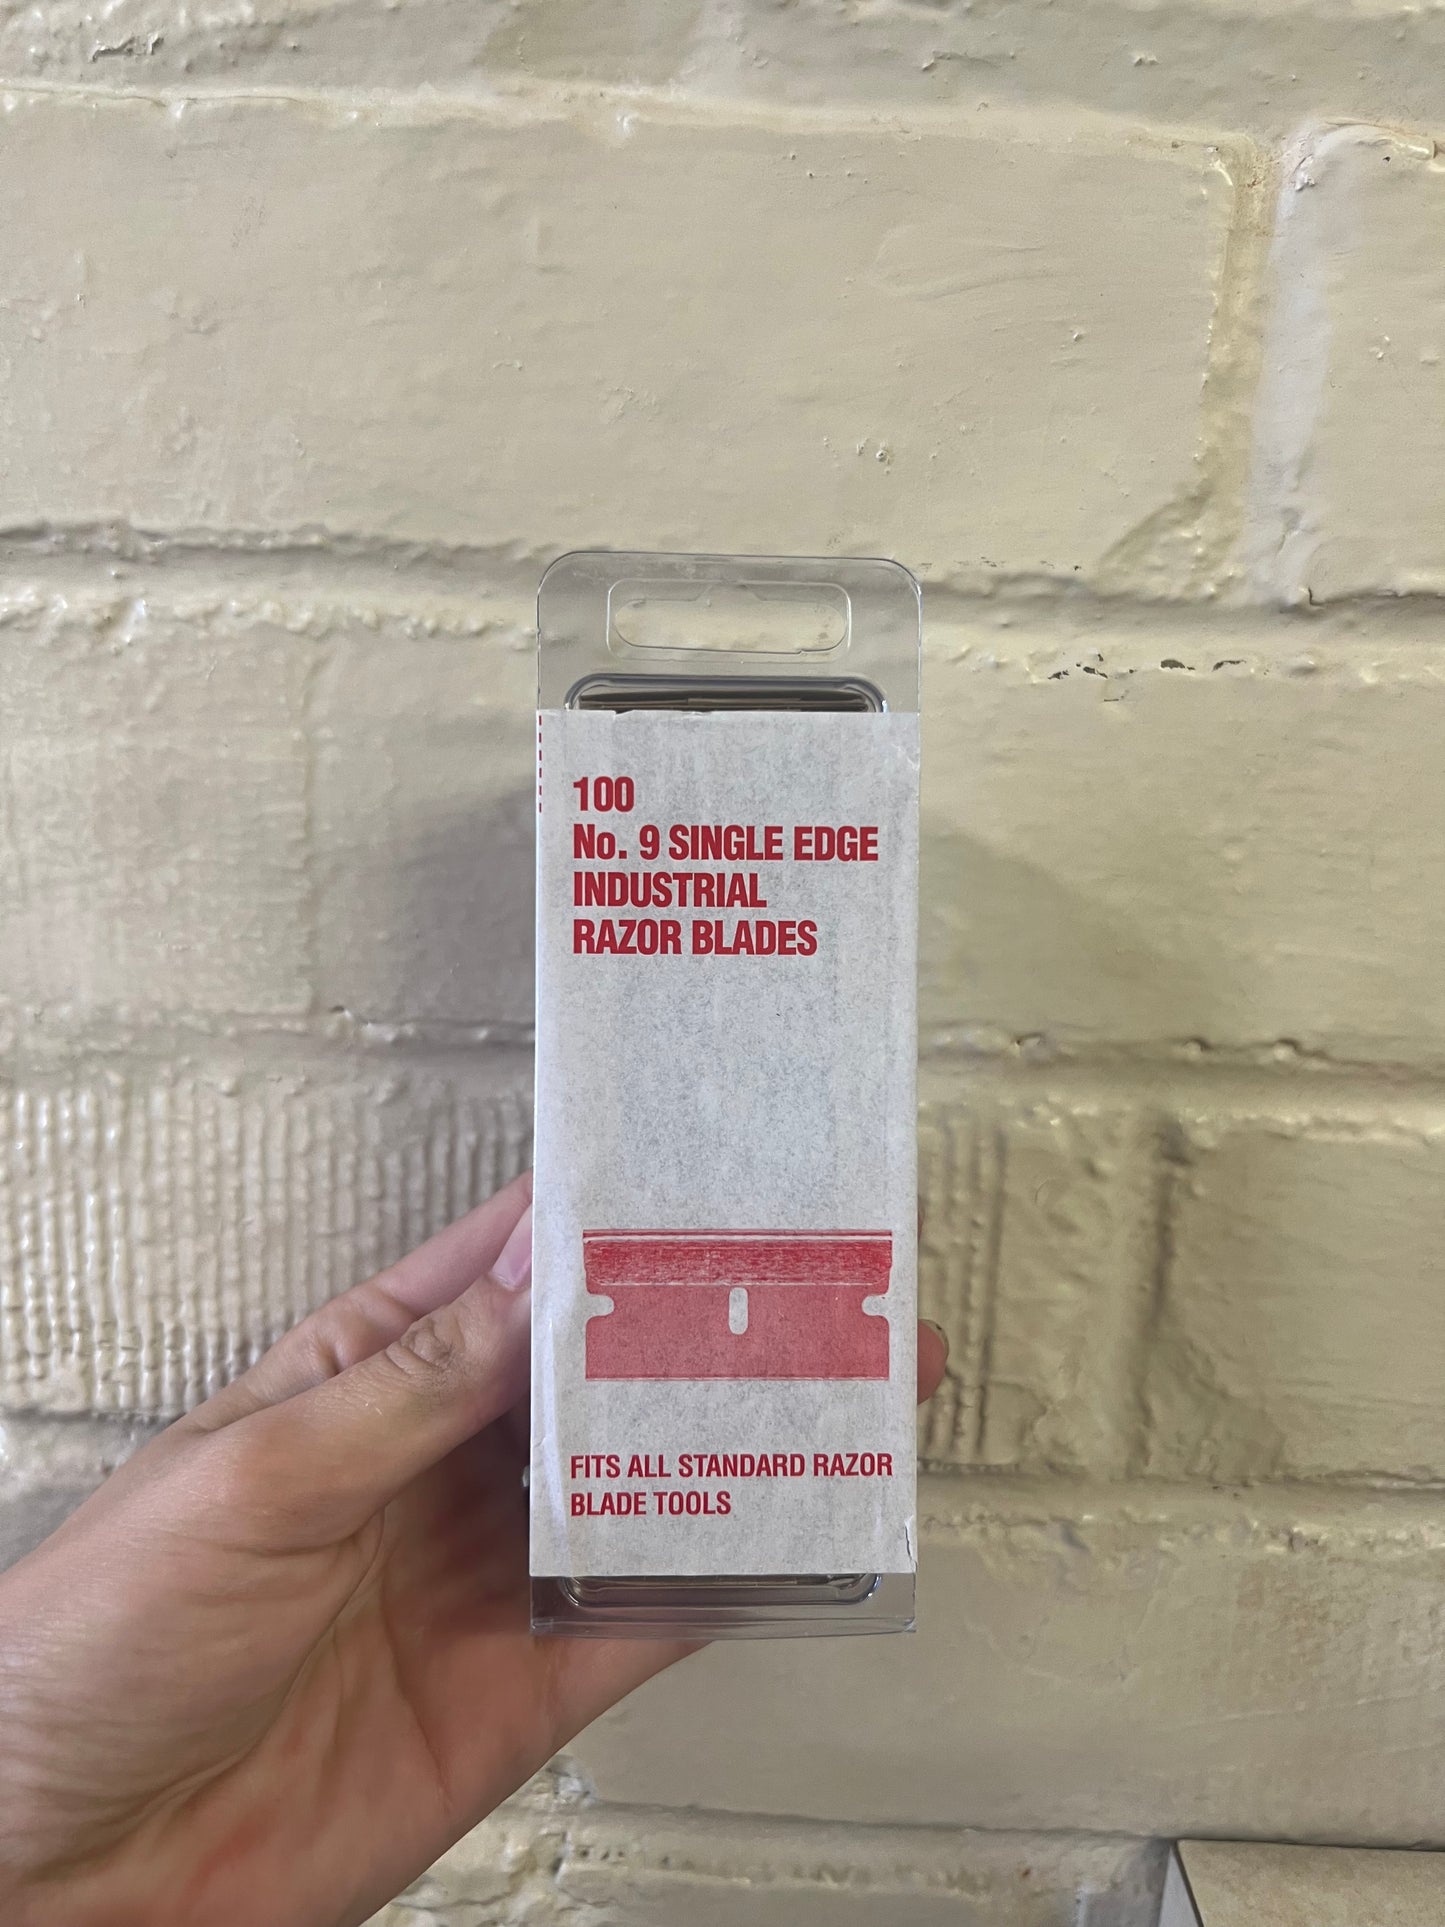 100
No. 9 SINGLE EDGE
INDUSTRIAL
RAZOR BLADES
FITS ALL STANDARD RAZOR
BLADE TOOLS